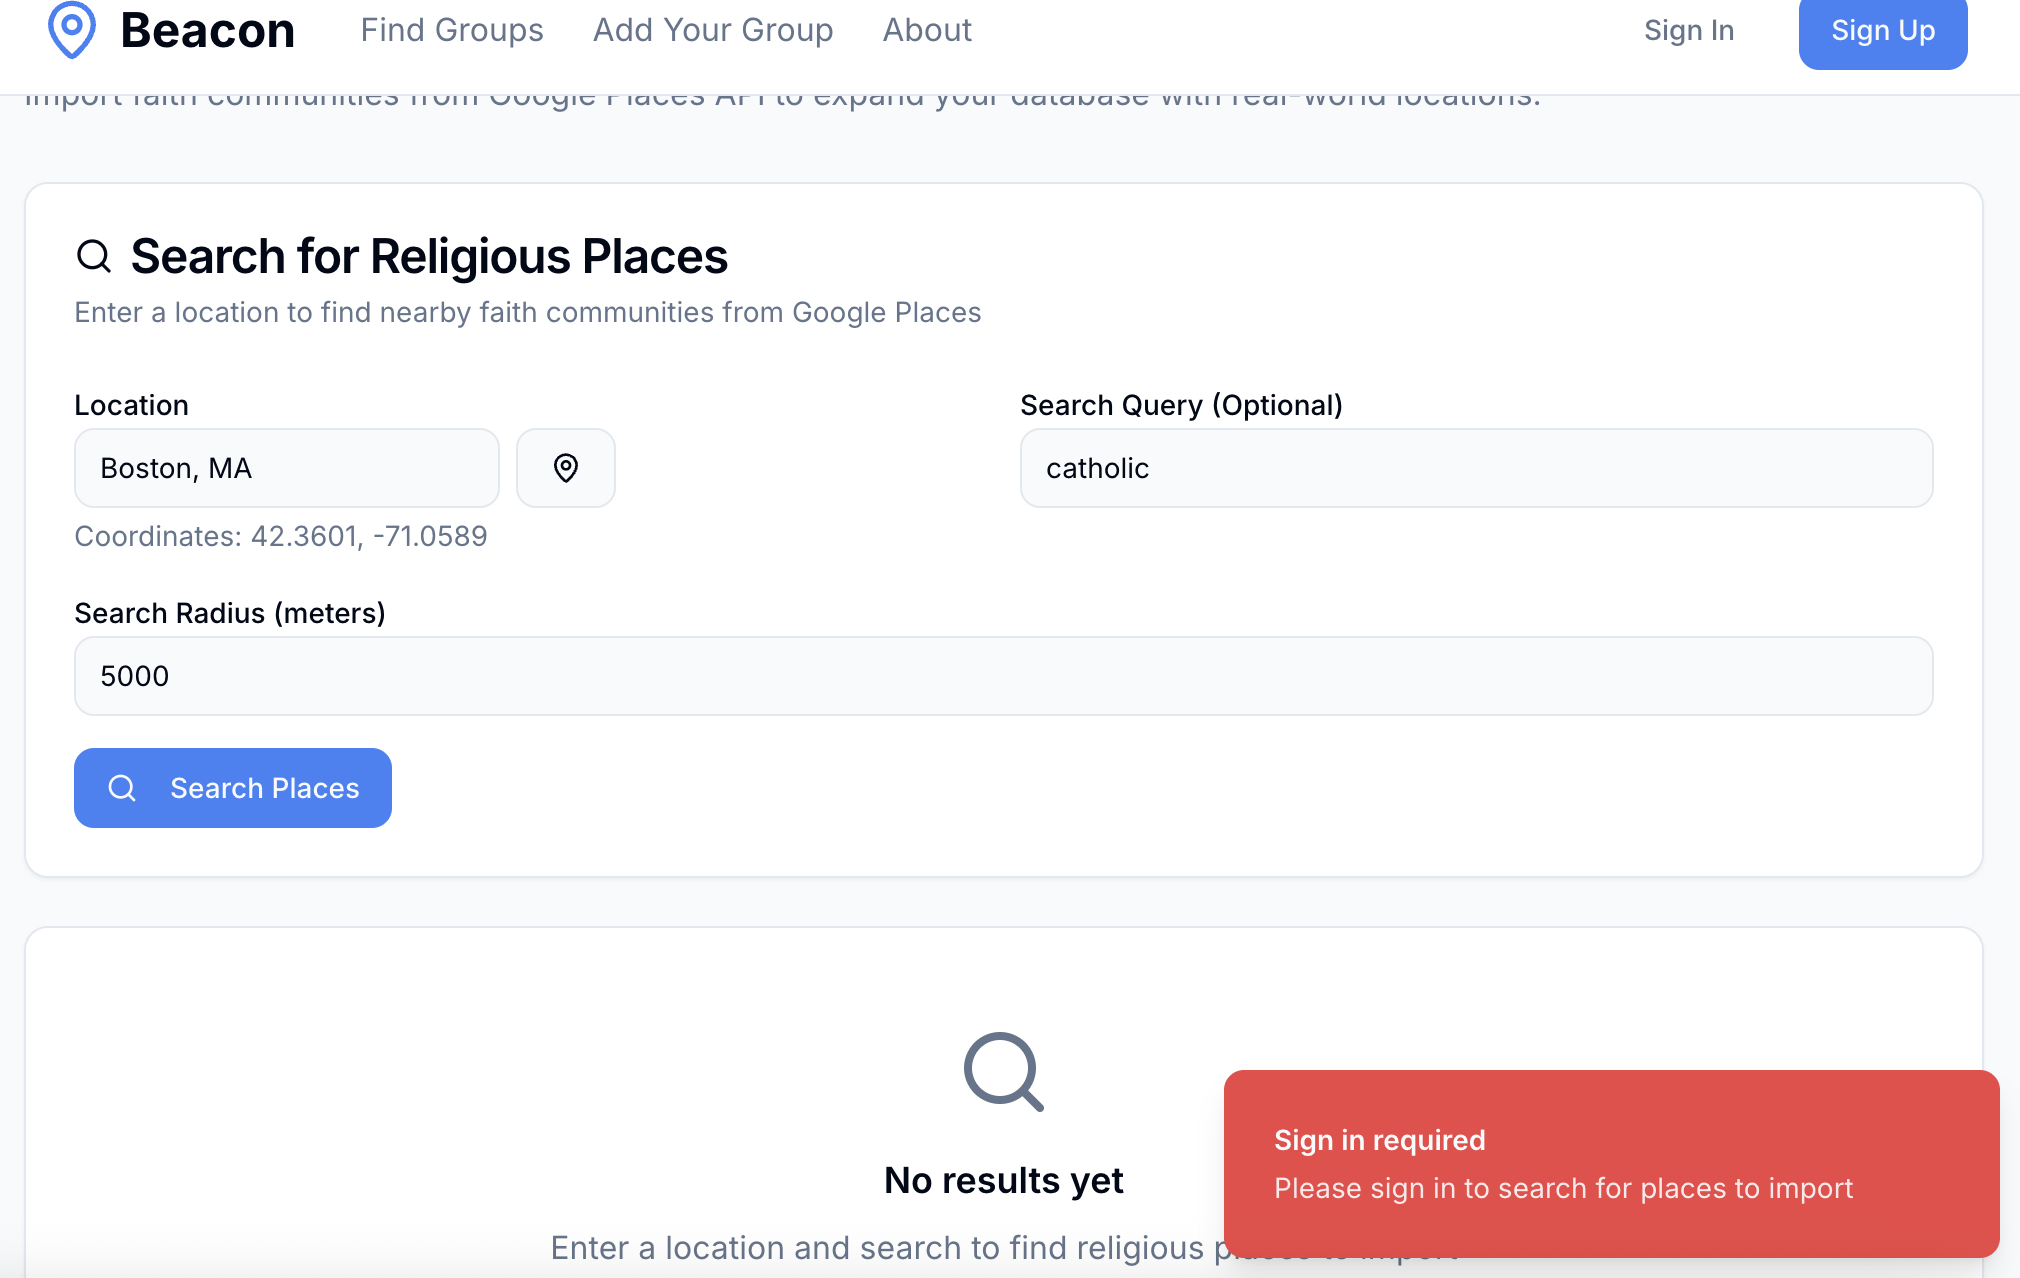 Beacon
Find Groups
Add Your Group
About
Sign In
Sign Up
Import faith communities from Google Places API to expand your database with real-world locations.
Search for Religious Places
Enter a location to find nearby faith communities from Google Places
Location
Search Query (Optional)
Boston, MA
catholic
Coordinates: 42.3601, -71.0589
Search Radius (meters)
5000
Search Places
No results yet
Enter a location and search to find religious places to import
Sign in required
Please sign in to search for places to import